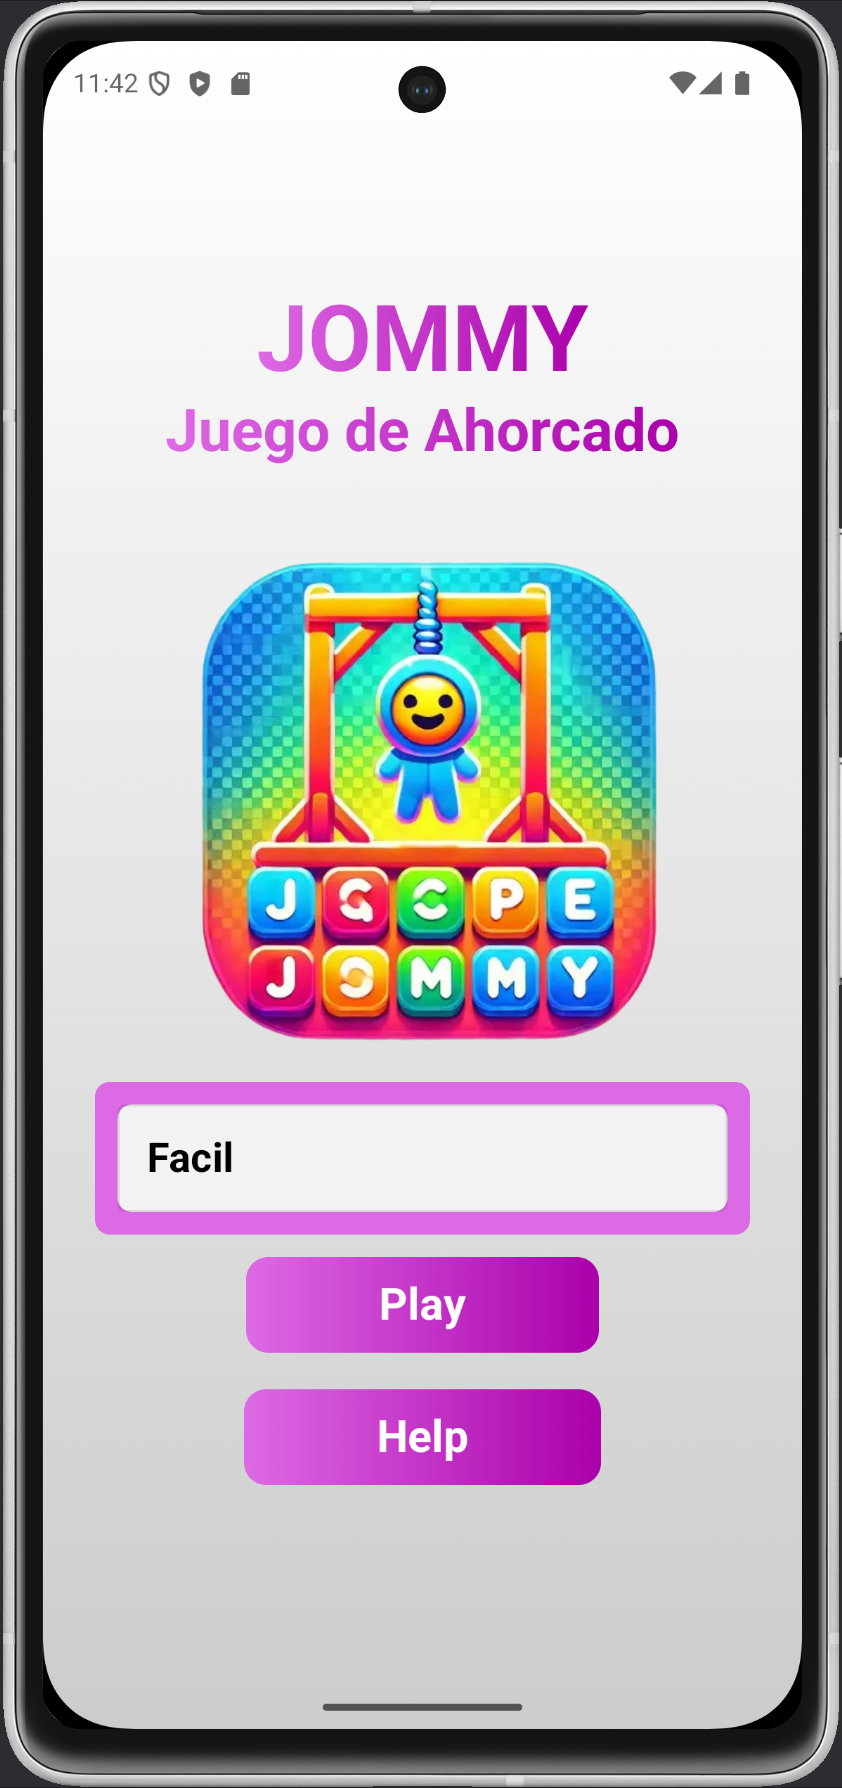 11:42
JOMMY
Juego de Ahorcado
J G C P E
J O M M Y
Facil
Play
Help